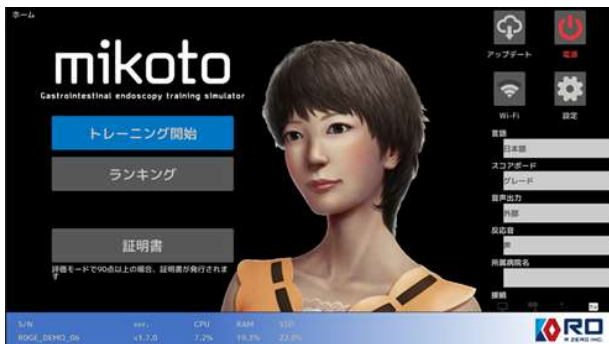 ホーム
mikoto
Gastrointestinal endoscopy training simulator
トレーニング開始
ランキング
証明書
評価モードで90点以上の場合、証明書が発行されます
アップデート
電源
Wi-Fi
設定
言語
日本語
スコアボード
グレード
音声出力
外部
反応音
所属病院名
接続
S/N
ver.
CPU
RAM
SSD
ROGE_DEMO_06
v1.7.0
7.2%
19.3%
22.0%
R ZERO INC.